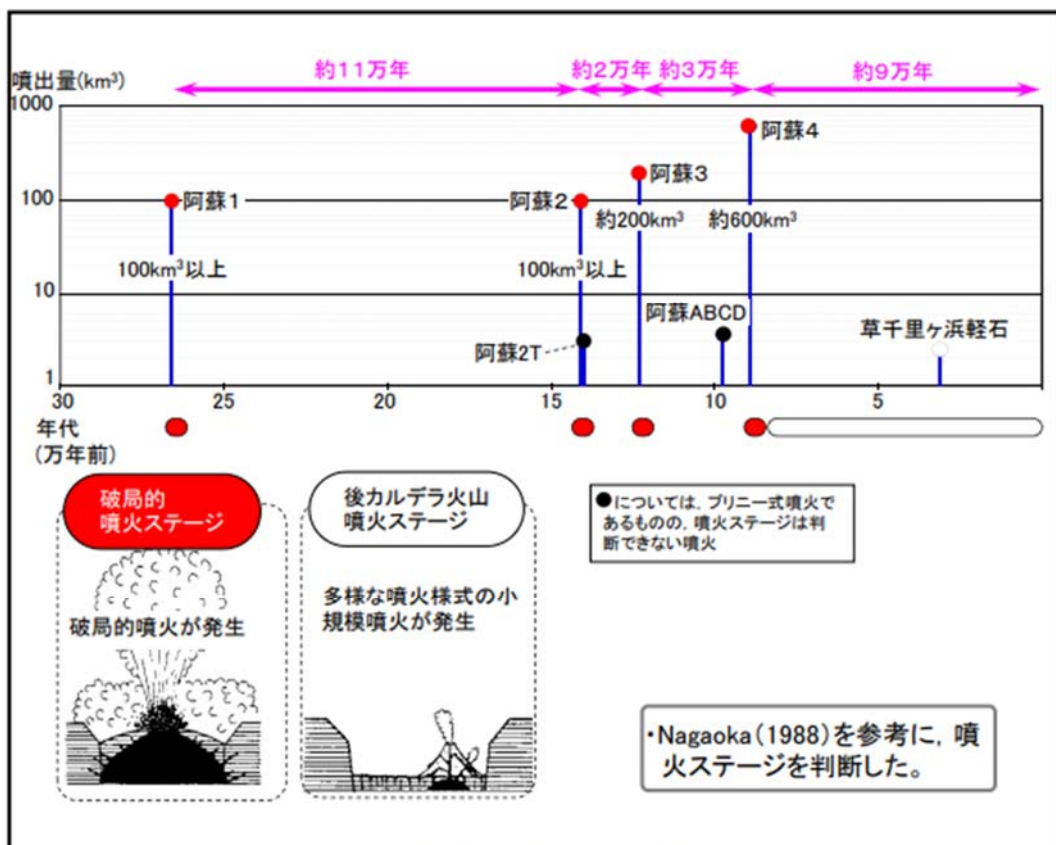 約11万年
約2万年
約3万年
約9万年
噴出量(km³)
1000
100
10
1
阿蘇1
阿蘇2
阿蘇3
阿蘇4
100km³以上
100km³以上
約200km³
約600km³
阿蘇2T
阿蘇ABCD
草千里ヶ浜軽石
30
25
20
15
10
5
年代
(万年前)
破局的
噴火ステージ
破局的噴火が発生
後カルデラ火山
噴火ステージ
多様な噴火様式の小
規模噴火が発生
●については，プリニー式噴火で
あるものの，噴火ステージは判
断できない噴火
・Nagaoka(1988)を参考に，噴
火ステージを判断した。